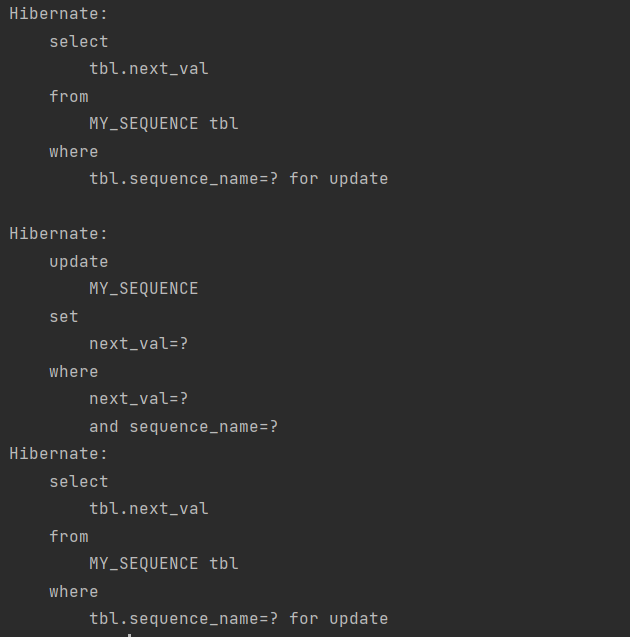 Hibernate:
    select
        tbl.next_val
    from
        MY_SEQUENCE tbl
    where
        tbl.sequence_name=? for update

Hibernate:
    update
        MY_SEQUENCE
    set
        next_val=?
    where
        next_val=?
        and sequence_name=?
Hibernate:
    select
        tbl.next_val
    from
        MY_SEQUENCE tbl
    where
        tbl.sequence_name=? for update